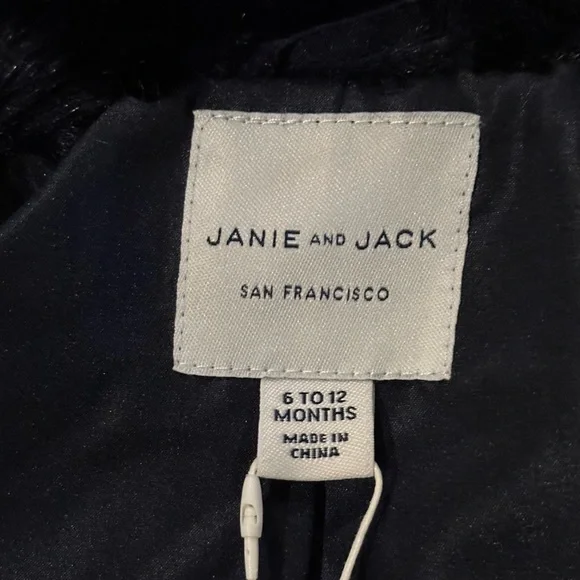 JANIE AND JACK
SAN FRANCISCO
6 TO 12
MONTHS
MADE IN
CHINA